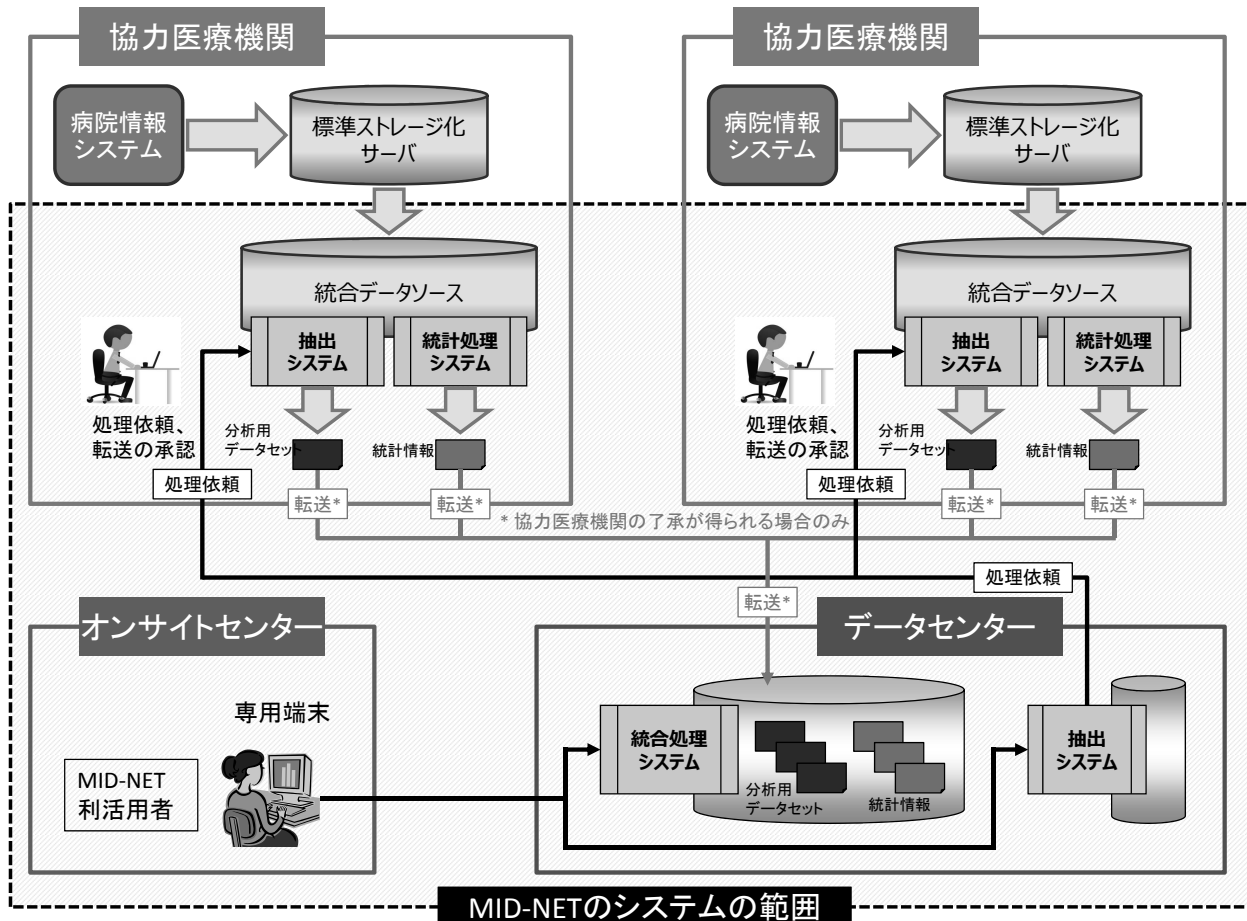 協力医療機関
病院情報
システム
標準ストレージ化
サーバ
統合データソース
抽出
システム
統計処理
システム
処理依頼、
転送の承認
分析用
データセット
統計情報
処理依頼
転送*
転送*
協力医療機関
病院情報
システム
標準ストレージ化
サーバ
統合データソース
抽出
システム
統計処理
システム
処理依頼、
転送の承認
分析用
データセット
統計情報
処理依頼
転送*
転送*
* 協力医療機関の了承が得られる場合のみ
処理依頼
転送*
オンサイトセンター
専用端末
MID-NET
利活用者
データセンター
統合処理
システム
分析用
データセット
統計情報
抽出
システム
MID-NETのシステムの範囲